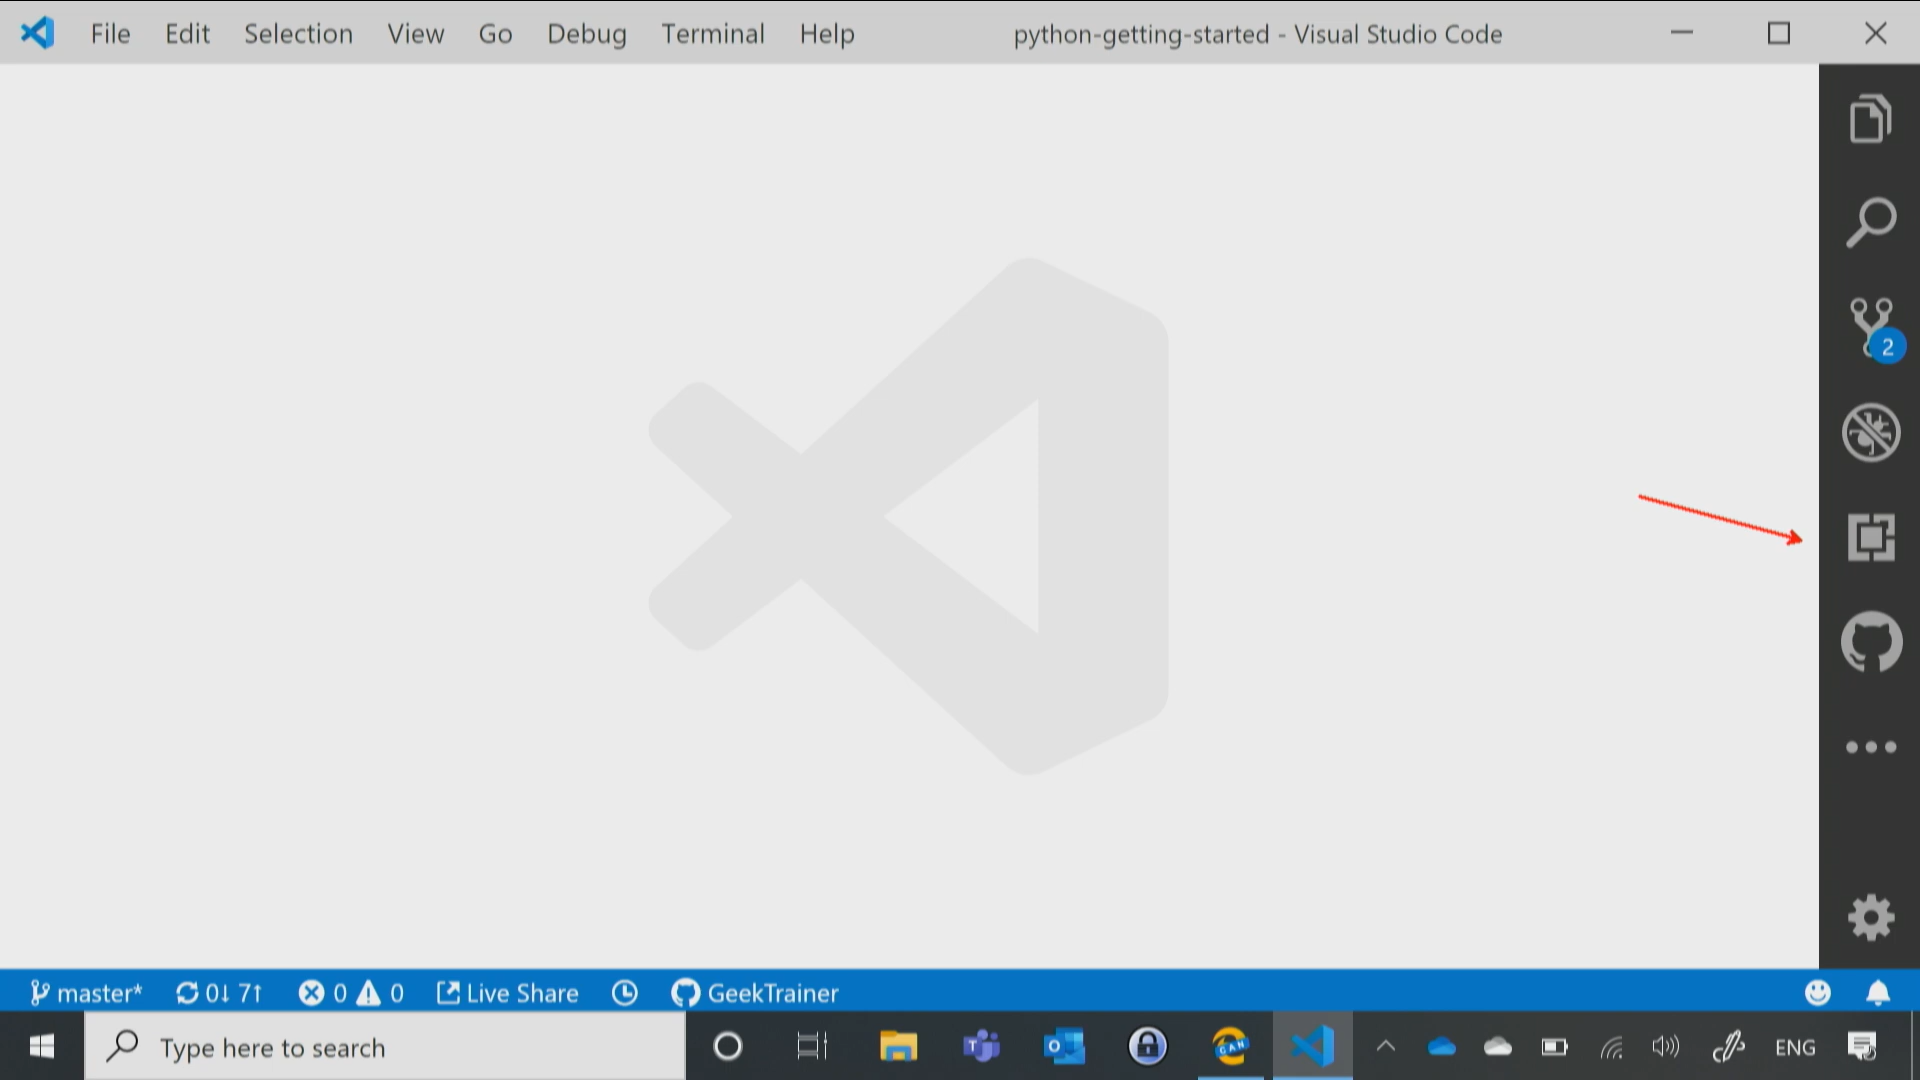 File Edit Selection View Go Debug Terminal Help python-getting-started - Visual Studio Code
2
master* 0↓ 7↑ 0 0 Live Share GeekTrainer
Type here to search ENG